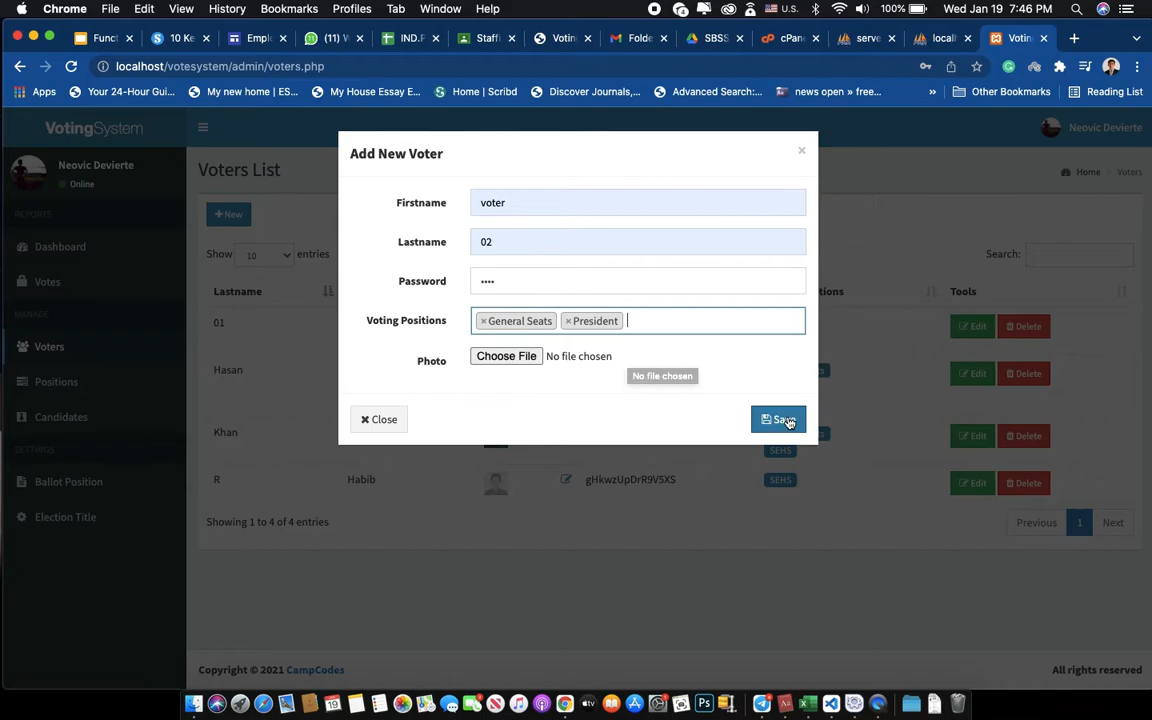 Chrome File Edit View History Bookmarks Profiles Tab Window Help U.S. 100% Wed Jan 19 7:46 PM
Funct 10 Ke Emplo (11) W IND.P Staffi Votin Folde SBSS cPane serve localh Votin
localhost/votesystem/admin/voters.php
Apps Your 24-Hour Gui... My new home | ES... My House Essay E... Home | Scribd Discover Journals,... Advanced Search:... news open » free... » Other Bookmarks Reading List
VotingSystem Neovic Devierte
Neovic Devierte
Online
Voters List
Home Voters
REPORTS
Dashboard
Votes
MANAGE
Voters
Positions
Candidates
SETTINGS
Ballot Position
Election Title
+ New
Show 10 entries Search:
Lastname Tools
01 Edit Delete
Hasan Edit Delete
Khan Edit Delete
SEHS
R Habib gHkwzUpDrR9V5XS SEHS Edit Delete
Showing 1 to 4 of 4 entries Previous 1 Next
Add New Voter ×
Firstname voter
Lastname 02
Password ••••
Voting Positions ×General Seats ×President
Photo Choose File No file chosen
No file chosen
Close Save
Copyright © 2021 CampCodes All rights reserved